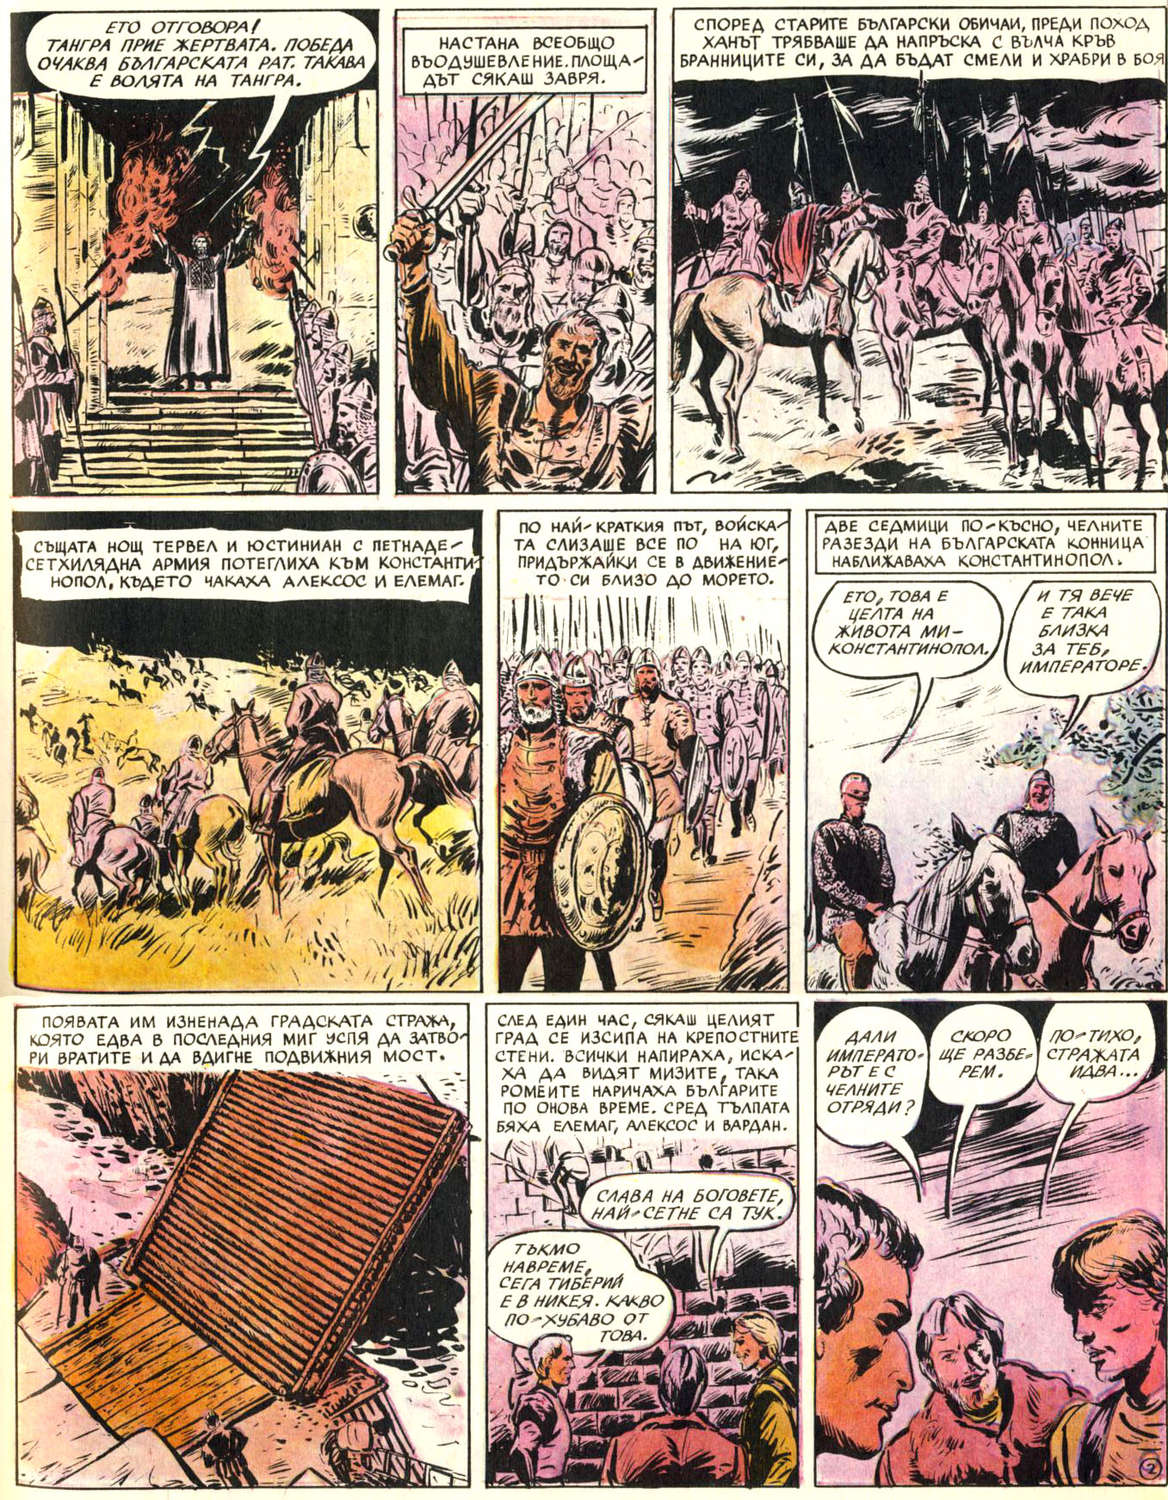 ЕТО ОТГОВОРА!
ТАНГРА ПРИЕ ЖЕРТВАТА. ПОБЕДА
ОЧАКВА БЪЛГАРСКАТА РАТ. ТАКАВА
Е ВОЛЯТА НА ТАНГРА.
НАСТАНА ВСЕОБЩО
ВЪОДУШЕВЛЕНИЕ. ПЛОЩА-
ДЪТ СЯКАШ ЗАВРЯ.
СПОРЕД СТАРИТЕ БЪЛГАРСКИ ОБИЧАИ, ПРЕДИ ПОХОД
ХАНЪТ ТРЯБВАШЕ ДА НАПРЪСКА С ВЪЛЧА КРЪВ
БРАННИЦИТЕ СИ, ЗА ДА БЪДАТ СМЕЛИ И ХРАБРИ В БОЯ
СЪЩАТА НОЩ ТЕРВЕЛ И ЮСТИНИАН С ПЕТНАДЕ-
СЕТХИЛЯДНА АРМИЯ ПОТЕГЛИХА КЪМ КОНСТАНТИ
НОПОЛ, КЪДЕТО ЧАКАХА АЛЕКСОС И ЕЛЕМАГ.
ПО НАЙ-КРАТКИЯ ПЪТ, ВОЙСКА-
ТА СЛИЗАШЕ ВСЕ ПО НА ЮГ,
ПРИДЪРЖАЙКИ СЕ В ДВИЖЕНИЕ-
ТО СИ БЛИЗО ДО МОРЕТО.
ДВЕ СЕДМИЦИ ПО-КЪСНО, ЧЕЛНИТЕ
РАЗЕЗДИ НА БЪЛГАРСКАТА КОННИЦА
НАБЛИЖАВАХА КОНСТАНТИНОПОЛ.
ЕТО, ТОВА Е
ЦЕЛТА НА
ЖИВОТА МИ-
КОНСТАНТИНОПОЛ.
И ТЯ ВЕЧЕ
Е ТАКА
БЛИЗКА
ЗА ТЕБ,
ИМПЕРАТОРЕ.
ПОЯВАТА ИМ ИЗНЕНАДА ГРАДСКАТА СТРАЖА,
КОЯТО ЕДВА В ПОСЛЕДНИЯ МИГ УСПЯ ДА ЗАТВО-
РИ ВРАТИТЕ И ДА ВДИГНЕ ПОДВИЖНИЯ МОСТ.
СЛЕД ЕДИН ЧАС, СЯКАШ ЦЕЛИЯТ
ГРАД СЕ ИЗСИПА НА КРЕПОСТНИТЕ
СТЕНИ. ВСИЧКИ НАПИРАХА, ИСКА-
ХА ДА ВИДЯТ МИЗИТЕ, ТАКА
РОМЕИТЕ НАРИЧАХА БЪЛГАРИТЕ
ПО ОНОВА ВРЕМЕ. СРЕД ТЪЛПАТА
БЯХА ЕЛЕМАГ, АЛЕКСОС И ВАРДАН.
СЛАВА НА БОГОВЕТЕ,
НАЙ-СЕТНЕ СА ТУК.
ТЪКМО
НАВРЕМЕ,
СЕГА ТИБЕРИЙ
Е В НИКЕЯ. КАКВО
ПО-ХУБАВО ОТ
ТОВА.
ДАЛИ
ИМПЕРАТО-
РЪТ Е С
ЧЕЛНИТЕ
ОТРЯДИ?
СКОРО
ЩЕ РАЗБЕ-
РЕМ.
ПО-ТИХО,
СТРАЖАТА
ИДВА...
2